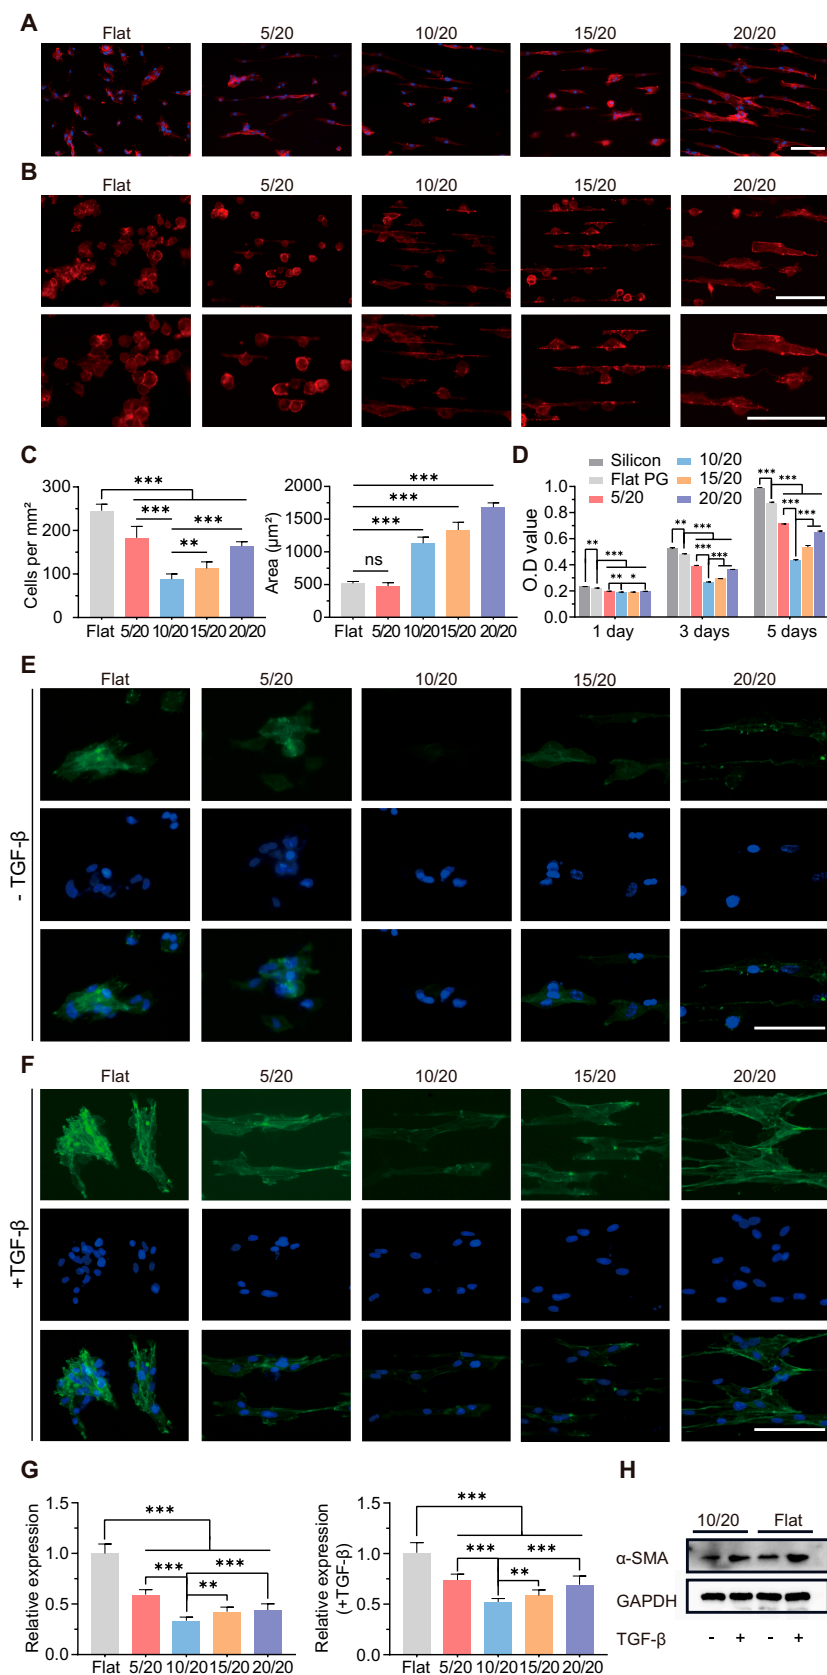 A
Flat 5/20 10/20 15/20 20/20
B
Flat 5/20 10/20 15/20 20/20
C
Cells per mm²
300
200
100
0
Flat 5/20 10/20 15/20 20/20
*** *** *** **
Area (μm²)
2000
1500
1000
500
0
Flat 5/20 10/20 15/20 20/20
***
***
***
ns
D
Silicon 10/20
Flat PG 15/20
5/20 20/20
O.D value
1.0
0.8
0.6
0.4
0.2
0.0
** *** ** *
** *** *** ***
*** *** *** ***
1 day 3 days 5 days
E
Flat 5/20 10/20 15/20 20/20
- TGF-β
F
Flat 5/20 10/20 15/20 20/20
+TGF-β
G
Relative expression
1.5
1.0
0.5
0.0
Flat 5/20 10/20 15/20 20/20
***
*** ***
**
Relative expression
(+TGF-β)
1.5
1.0
0.5
0.0
Flat 5/20 10/20 15/20 20/20
***
*** ***
**
H
10/20 Flat
α-SMA
GAPDH
TGF-β - + - +